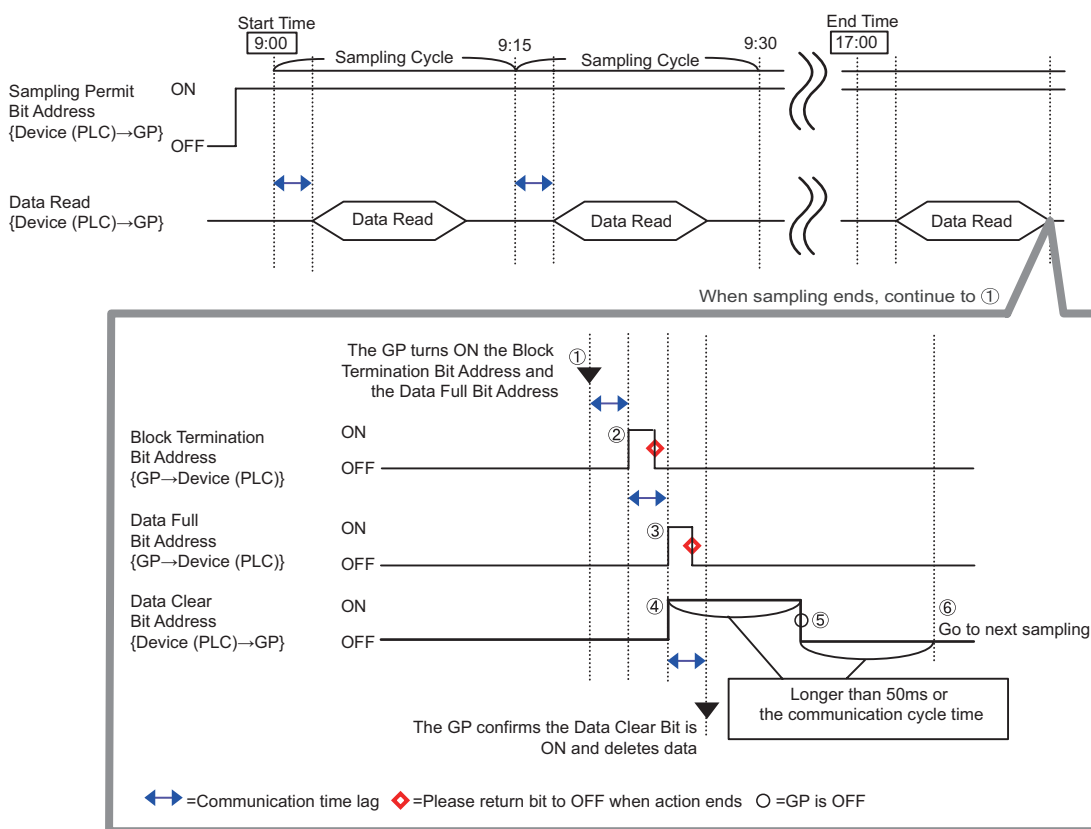 Start Time
End Time
9:00
9:15
9:30
17:00
Sampling Cycle
Sampling Cycle
Sampling Permit
Bit Address
{Device (PLC)→GP}
ON
OFF
Data Read
{Device (PLC)→GP}
Data Read
Data Read
Data Read
When sampling ends, continue to ①
The GP turns ON the Block
Termination Bit Address and
the Data Full Bit Address
①
Block Termination
Bit Address
{GP→Device (PLC)}
ON
OFF
②
Data Full
Bit Address
{GP→Device (PLC)}
ON
OFF
③
Data Clear
Bit Address
{Device (PLC)→GP}
ON
OFF
④
⑤
⑥
Go to next sampling
Longer than 50ms or
the communication cycle time
The GP confirms the Data Clear Bit is
ON and deletes data
=Communication time lag
=Please return bit to OFF when action ends
=GP is OFF